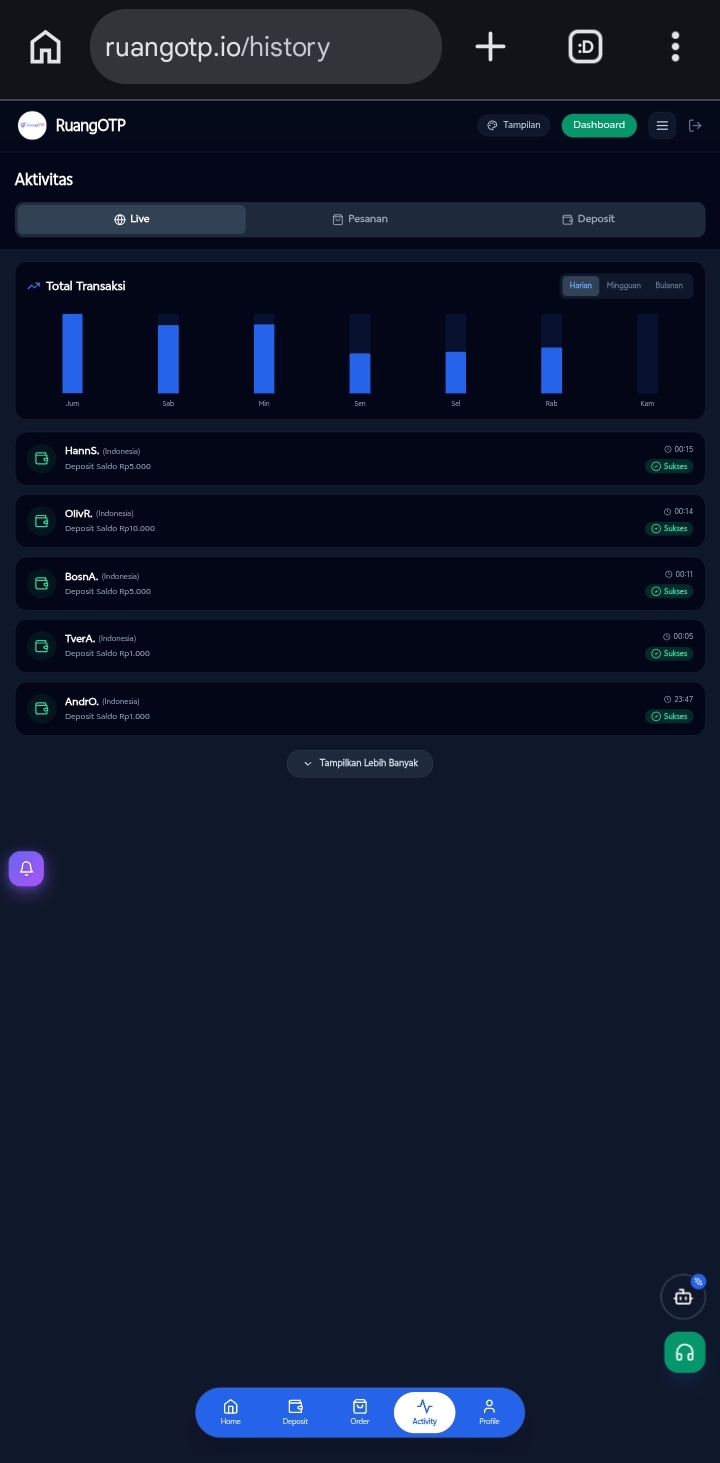 ruangotp.io/history
:D
RuangOTP
Tampilan
Dashboard
Aktivitas
Live
Pesanan
Deposit
Total Transaksi
Harian
Mingguan
Bulanan
Jum
Sab
Min
Sen
Sel
Rab
Kam
HannS. (Indonesia)
00:15
Deposit Saldo Rp5.000
Sukses
OlivR. (Indonesia)
00:14
Deposit Saldo Rp10.000
Sukses
BosnA. (Indonesia)
00:11
Deposit Saldo Rp5.000
Sukses
TverA. (Indonesia)
00:05
Deposit Saldo Rp1.000
Sukses
AndrO. (Indonesia)
23:47
Deposit Saldo Rp1.000
Sukses
Tampilkan Lebih Banyak
Home
Deposit
Order
Activity
Profile